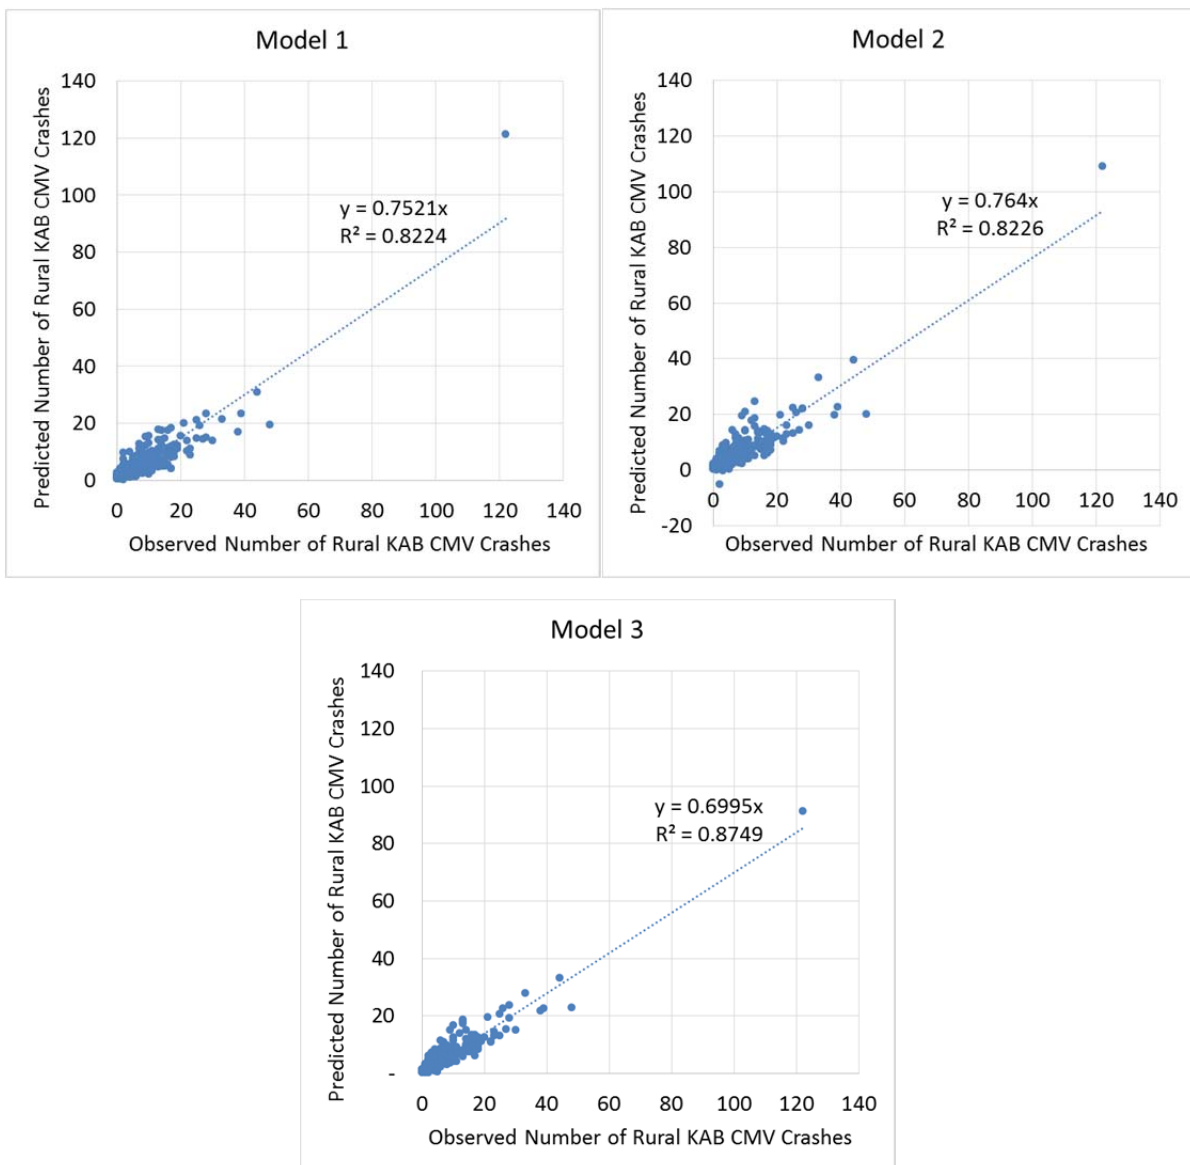 Model 1
Predicted Number of Rural KAB CMV Crashes
140
120
100
80
60
40
20
0
y = 0.7521x
R² = 0.8224
0 20 40 60 80 100 120 140
Observed Number of Rural KAB CMV Crashes
Model 2
Predicted Number of Rural KAB CMV Crashes
140
120
100
80
60
40
20
0
-20
y = 0.764x
R² = 0.8226
0 20 40 60 80 100 120 140
Observed Number of Rural KAB CMV Crashes
Model 3
Predicted Number of Rural KAB CMV Crashes
140
120
100
80
60
40
20
-
y = 0.6995x
R² = 0.8749
0 20 40 60 80 100 120 140
Observed Number of Rural KAB CMV Crashes